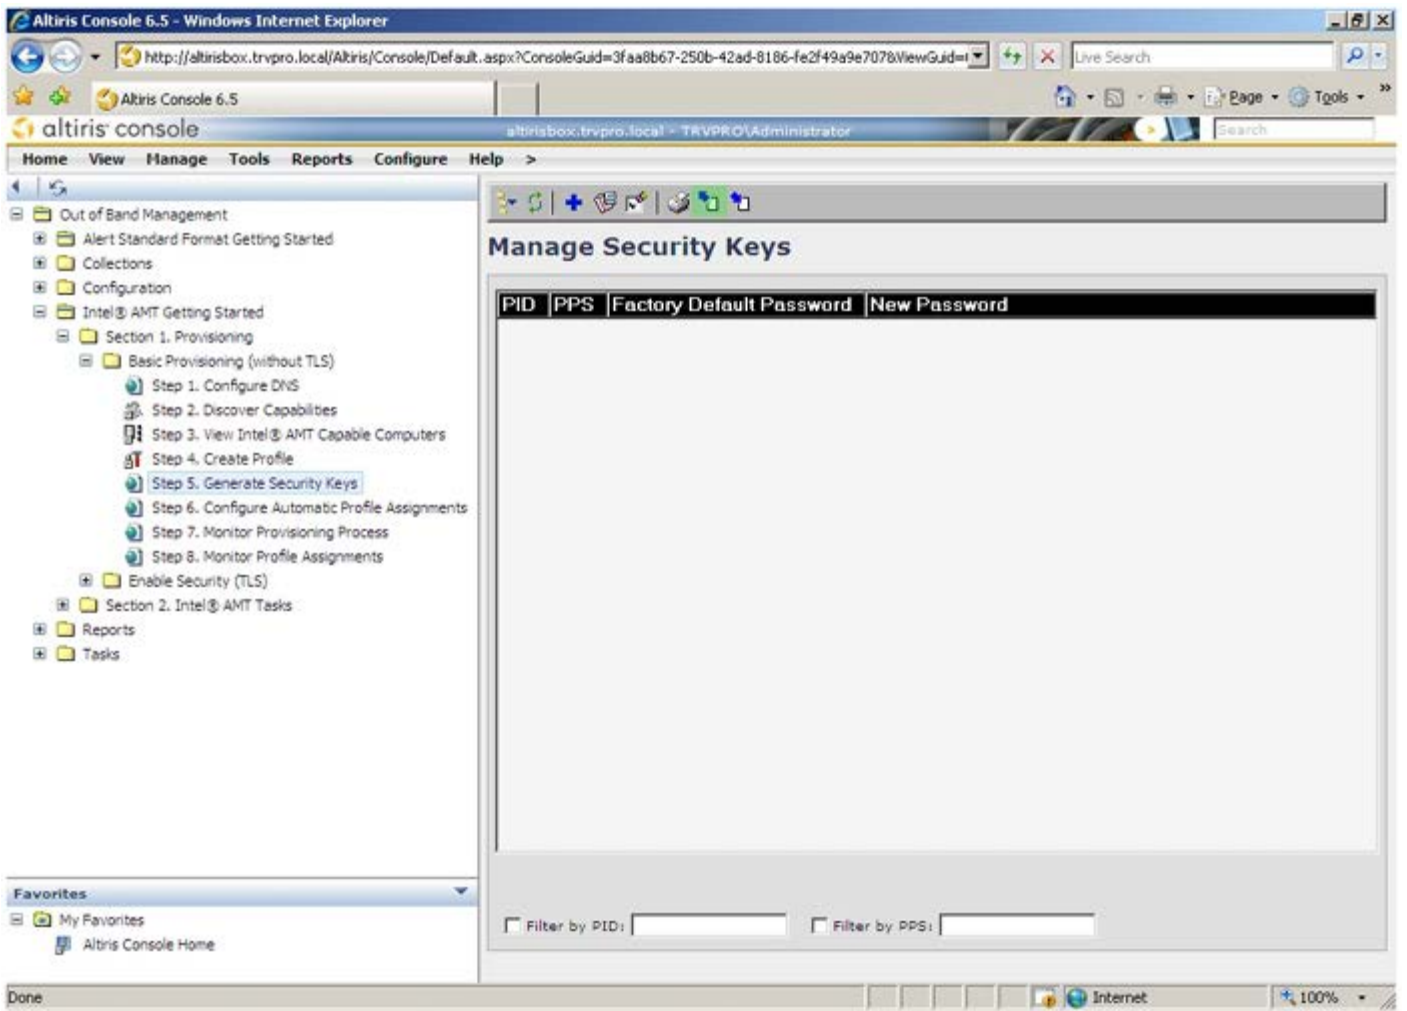 Altiris Console 6.5 - Windows Internet Explorer
http://altirisbox.trvpro.local/Altiris/Console/Default.aspx?ConsoleGuid=3faa8b67-250b-42ad-8186-fe2f49a9e707&ViewGuid=
Live Search
Altiris Console 6.5
Page
Tools
»
altiris console
altirisbox.trvpro.local - TRVPRO\Administrator
Search
Home View Manage Tools Reports Configure Help >
Out of Band Management
Alert Standard Format Getting Started
Collections
Configuration
Intel® AMT Getting Started
Section 1. Provisioning
Basic Provisioning (without TLS)
Step 1. Configure DNS
Step 2. Discover Capabilities
Step 3. View Intel® AMT Capable Computers
Step 4. Create Profile
Step 5. Generate Security Keys
Step 6. Configure Automatic Profile Assignments
Step 7. Monitor Provisioning Process
Step 8. Monitor Profile Assignments
Enable Security (TLS)
Section 2. Intel® AMT Tasks
Reports
Tasks
Manage Security Keys
PID PPS Factory Default Password New Password
Filter by PID: Filter by PPS:
Favorites
My Favorites
Altiris Console Home
Done
Internet
100%